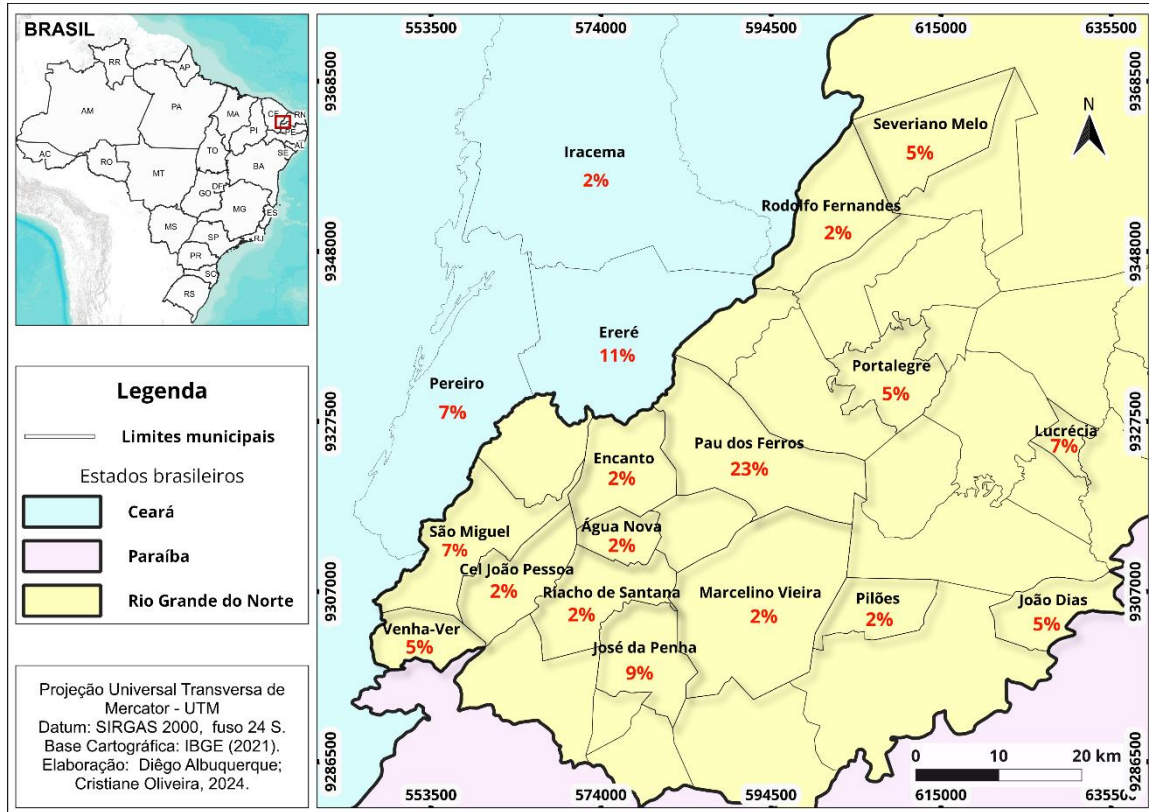 BRASIL
RR
AP
AM
PA
MA
CE
RN
PI
PE
AL
SE
AC
RO
TO
BA
MT
DF
GO
MG
ES
MS
SP
RJ
PR
SC
RS
Legenda
Limites municipais
Estados brasileiros
Ceará
Paraíba
Rio Grande do Norte
Projeção Universal Transversa de
Mercator - UTM
Datum: SIRGAS 2000, fuso 24 S.
Base Cartográfica: IBGE (2021).
Elaboração: Diêgo Albuquerque;
Cristiane Oliveira, 2024.
553500 574000 594500 615000 635500
9368500
9348000
9327500
9307000
9286500
N
Severiano Melo
5%
Iracema
2%
Rodolfo Fernandes
2%
Ereré
11%
Pereiro
7%
Portalegre
5%
Lucrécia
7%
Pau dos Ferros
23%
Encanto
2%
Água Nova
2%
São Miguel
7%
Cel João Pessoa
2%
Riacho de Santana
2%
Marcelino Vieira
2%
Pilões
2%
João Dias
5%
Venha-Ver
5%
José da Penha
9%
0 10 20 km
9368500
9348000
9327500
9307000
9286500
553500 574000 594500 615000 635500